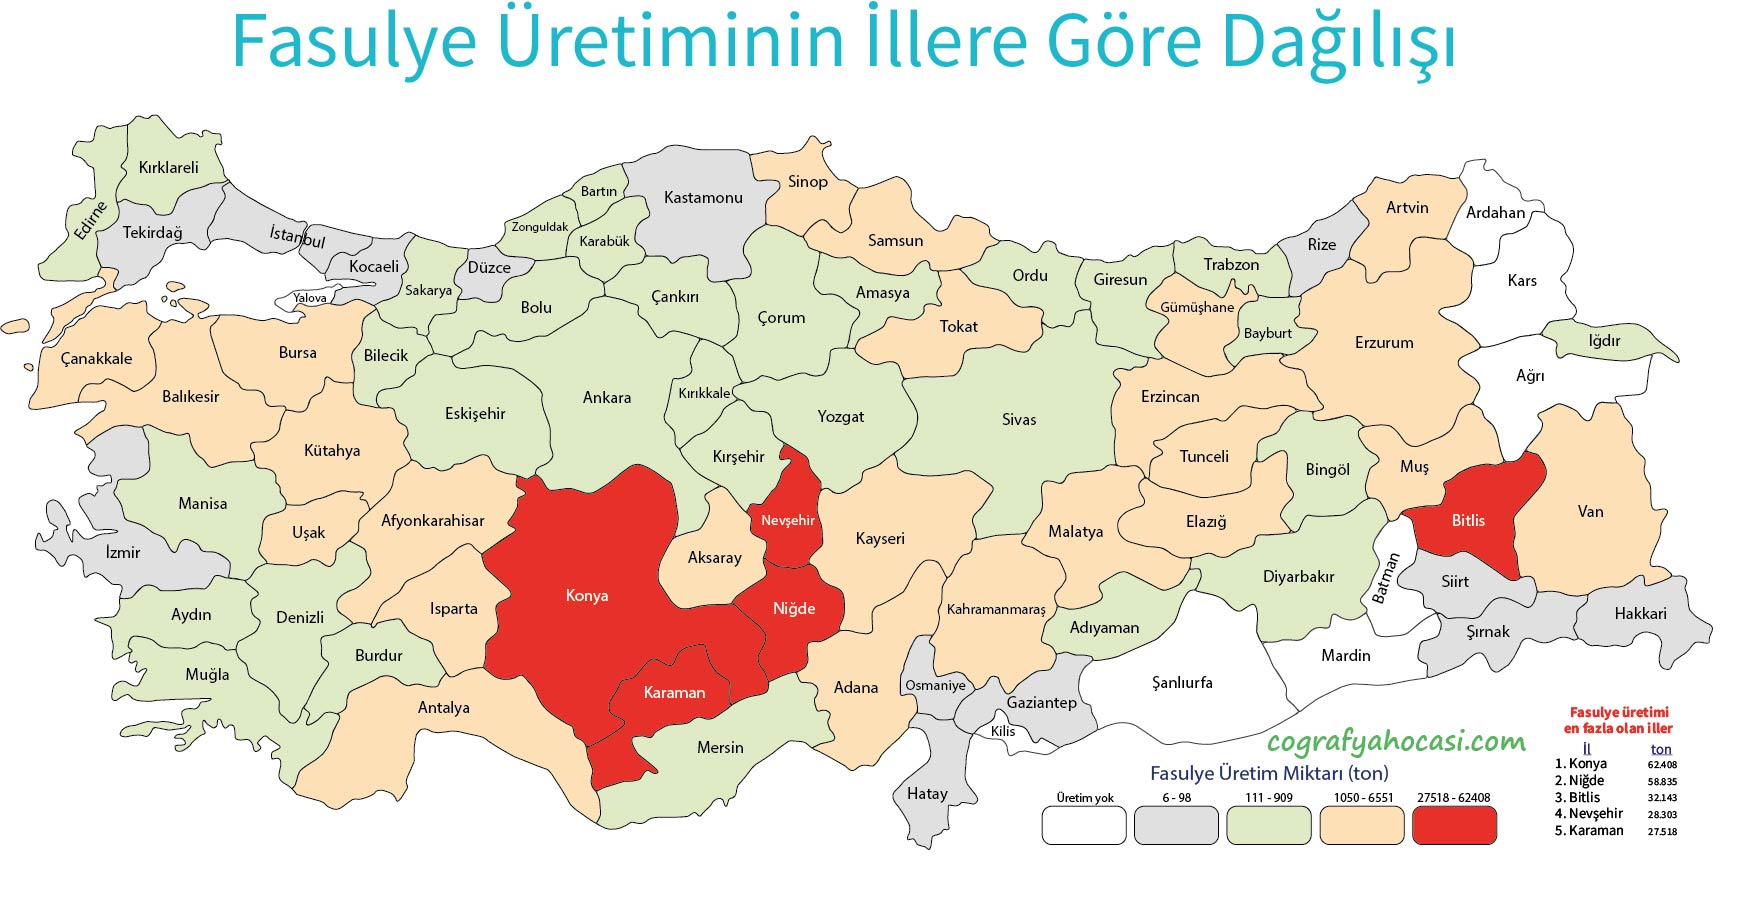 Fasulye Üretiminin İllere Göre Dağılışı
Kırklareli
Edirne
Tekirdağ
İstanbul
Kocaeli
Yalova
Sakarya
Düzce
Zonguldak
Bartın
Karabük
Kastamonu
Sinop
Samsun
Bolu
Çankırı
Çorum
Amasya
Tokat
Ordu
Giresun
Trabzon
Gümüşhane
Bayburt
Rize
Artvin
Ardahan
Kars
Iğdır
Ağrı
Erzurum
Erzincan
Çanakkale
Balıkesir
Bursa
Bilecik
Eskişehir
Kütahya
Ankara
Kırıkkale
Kırşehir
Yozgat
Sivas
Tunceli
Bingöl
Muş
Bitlis
Van
Manisa
Uşak
Afyonkarahisar
İzmir
Aydın
Denizli
Isparta
Burdur
Muğla
Antalya
Konya
Aksaray
Nevşehir
Niğde
Karaman
Kayseri
Malatya
Elazığ
Diyarbakır
Batman
Siirt
Şırnak
Hakkari
Mardin
Şanlıurfa
Adıyaman
Kahramanmaraş
Adana
Mersin
Osmaniye
Gaziantep
Kilis
Hatay
cografyahocasi.com
Fasulye Üretim Miktarı (ton)
Üretim yok 6 - 98 111 - 909 1050 - 6551 27518 - 62408
Fasulye üretimi
en fazla olan iller
İl ton
1. Konya 62.408
2. Niğde 58.835
3. Bitlis 32.143
4. Nevşehir 28.303
5. Karaman 27.518